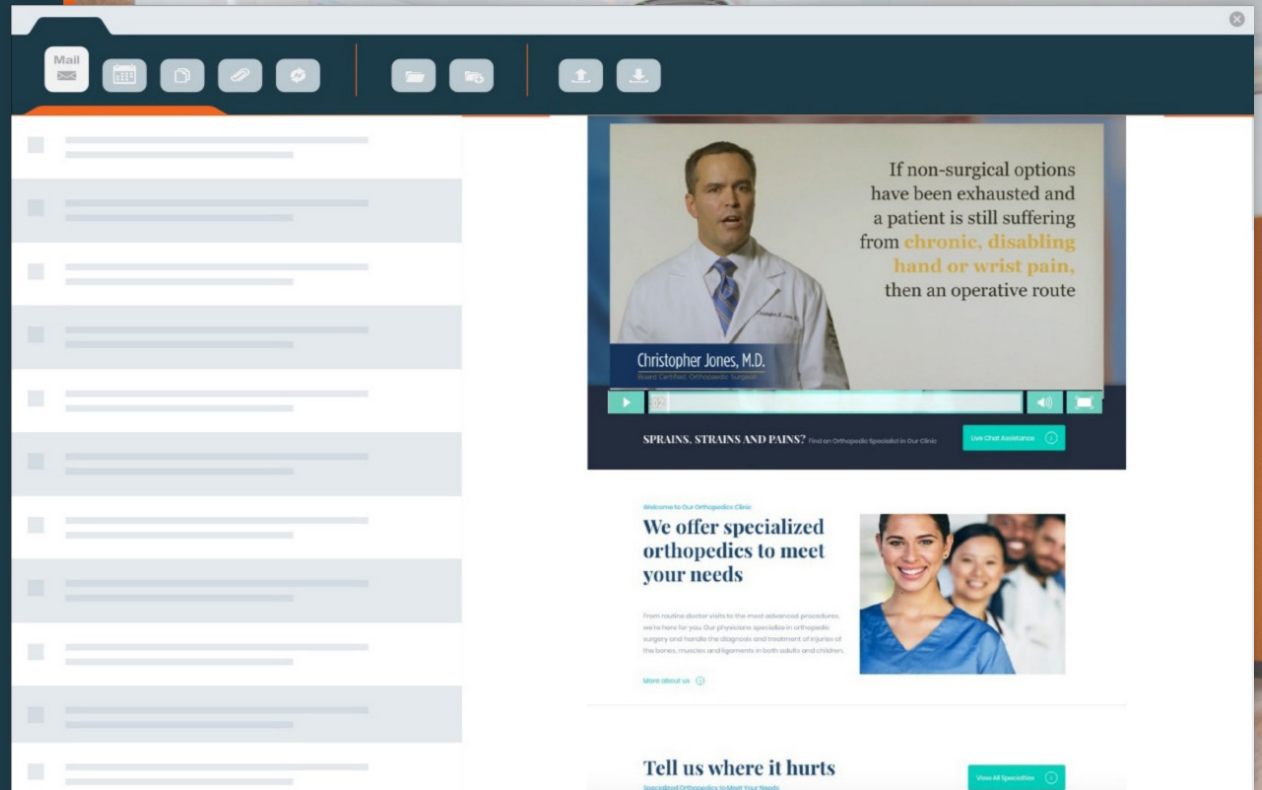 Mail
If non-surgical options
have been exhausted and
a patient is still suffering
from chronic, disabling
hand or wrist pain,
then an operative route
Christopher Jones, M.D.
Board Certified, Orthopaedic Surgeon
02
SPRAINS, STRAINS AND PAINS? Find an Orthopedic Specialist in Our Clinic
Live Chat Assistance
Welcome to Our Orthopedics Clinic
We offer specialized
orthopedics to meet
your needs
From routine doctor visits to the most advanced procedures,
we're here for you. Our physicians specialise in orthopedic
surgery and handle the diagnosis and treatment of injuries of
the bones, muscles and ligaments in both adults and children.
More about us
Tell us where it hurts
View All Specialties
Specialized Orthopedics to Meet Your Needs